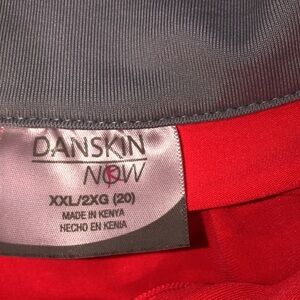 DANSKIN
NOW
XXL/2XG (20)
MADE IN KENYA
HECHO EN KENIA